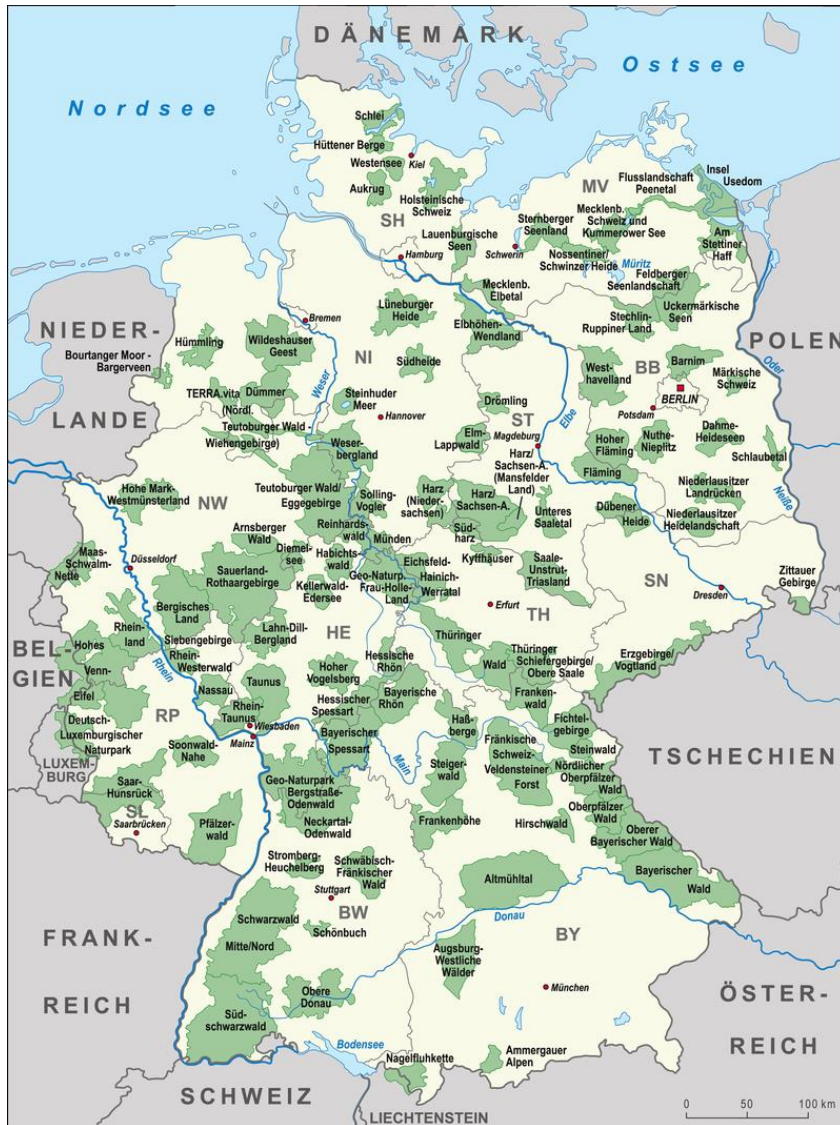 DÄNEMARK
Ostsee
Nordsee
Schlei
Hüttener Berge
Kiel
Westensee
Aukrug
Holsteinische
Schweiz
SH
Insel
Usedom
Flusslandschaft
Peenetal
MV
Mecklenb.
Schweiz und
Kummerower See
Sternberger
Seenland
Lauenburgische
Seen
Schwerin
Hamburg
Nossentiner/
Schwinzer Heide
Müritz
Am
Stettiner
Haff
Feldberger
Seenlandschaft
Mecklenb.
Elbetal
Uckermärkische
Seen
Stechlin-
Ruppiner Land
Elbhöhen-
Wendland
Lüneburger
Heide
Bremen
NIEDER-
LANDE
POLEN
Oder
Bourtanger Moor -
Bargerveen
Hümmling
Wildeshauser
Geest
NI
Südheide
Weser
West-
havelland
BB
Barnim
BERLIN
Märkische
Schweiz
Potsdam
TERRA.vita
(Nördl.
Teutoburger Wald -
Wiehengebirge)
Dümmer
Steinhuder
Meer
Hannover
Drömling
ST
Magdeburg
Elbe
Elm-
Lappwald
Weser-
bergland
Hoher
Fläming
Fläming
Nuthe-
Nieplitz
Dahme-
Heideseen
Schlaubetal
Neiße
Harz/
Sachsen-A.
(Mansfelder
Land)
Hohe Mark-
Westmünsterland
NW
Teutoburger Wald/
Eggegebirge
Solling-
Vogler
Harz
(Nieder-
sachsen)
Harz/
Sachsen-A.
Süd-
harz
Unteres
Saaletal
Dübener
Heide
Niederlausitzer
Landrücken
Niederlausitzer
Heidelandschaft
Reinhards-
wald
Münden
Arnsberger
Wald
Diemel-
see
Habichts-
wald
Maas-
Schwalm-
Nette
Düsseldorf
Sauerland-
Rothaargebirge
Kellerwald-
Edersee
Geo-Naturp.
Frau-Holle-
Land
Eichsfeld-
Hainich-
Werratal
Kyffhäuser
Saale-
Unstrut-
Triasland
SN
Dresden
Zittauer
Gebirge
Erfurt
TH
Bergisches
Land
Rhein-
land
Siebengebirge
Lahn-Dill-
Bergland
HE
BEL-
GIEN
Hohes
Venn-
Eifel
Rhein
Rhein-
Westerwald
Thüringer
Wald
Thüringer
Schiefergebirge/
Obere Saale
Erzgebirge/
Vogtland
Hessische
Rhön
Hoher
Vogelsberg
Taunus
Nassau
Rhein-
Taunus
Wiesbaden
Mainz
Hessischer
Spessart
Bayerische
Rhön
Franken-
wald
Haß-
berge
Fichtel-
gebirge
RP
Deutsch-
Luxemburgischer
Naturpark
LUXEM-
BURG
Soonwald-
Nahe
Bayerischer
Spessart
Main
Steiger-
wald
Fränkische
Schweiz-
Veldensteiner
Forst
Steinwald
Nördlicher
Oberpfälzer
Wald
TSCHECHIEN
Saar-
Hunsrück
SL
Saarbrücken
Pfälzer-
wald
Geo-Naturpark
Bergstraße-
Odenwald
Neckartal-
Odenwald
Frankenhöhe
Hirschwald
Oberpfälzer
Wald
Oberer
Bayerischer Wald
Bayerischer
Wald
Stromberg-
Heuchelberg
Schwäbisch-
Fränkischer
Wald
Stuttgart
BW
Altmühltal
Donau
Schwarzwald
Mitte/Nord
Schönbuch
FRANK-
REICH
Augsburg-
Westliche
Wälder
BY
München
Obere
Donau
Süd-
schwarzwald
Bodensee
Nagelfluhkette
Ammergauer
Alpen
ÖSTER-
REICH
SCHWEIZ
LIECHTENSTEIN
0 50 100 km